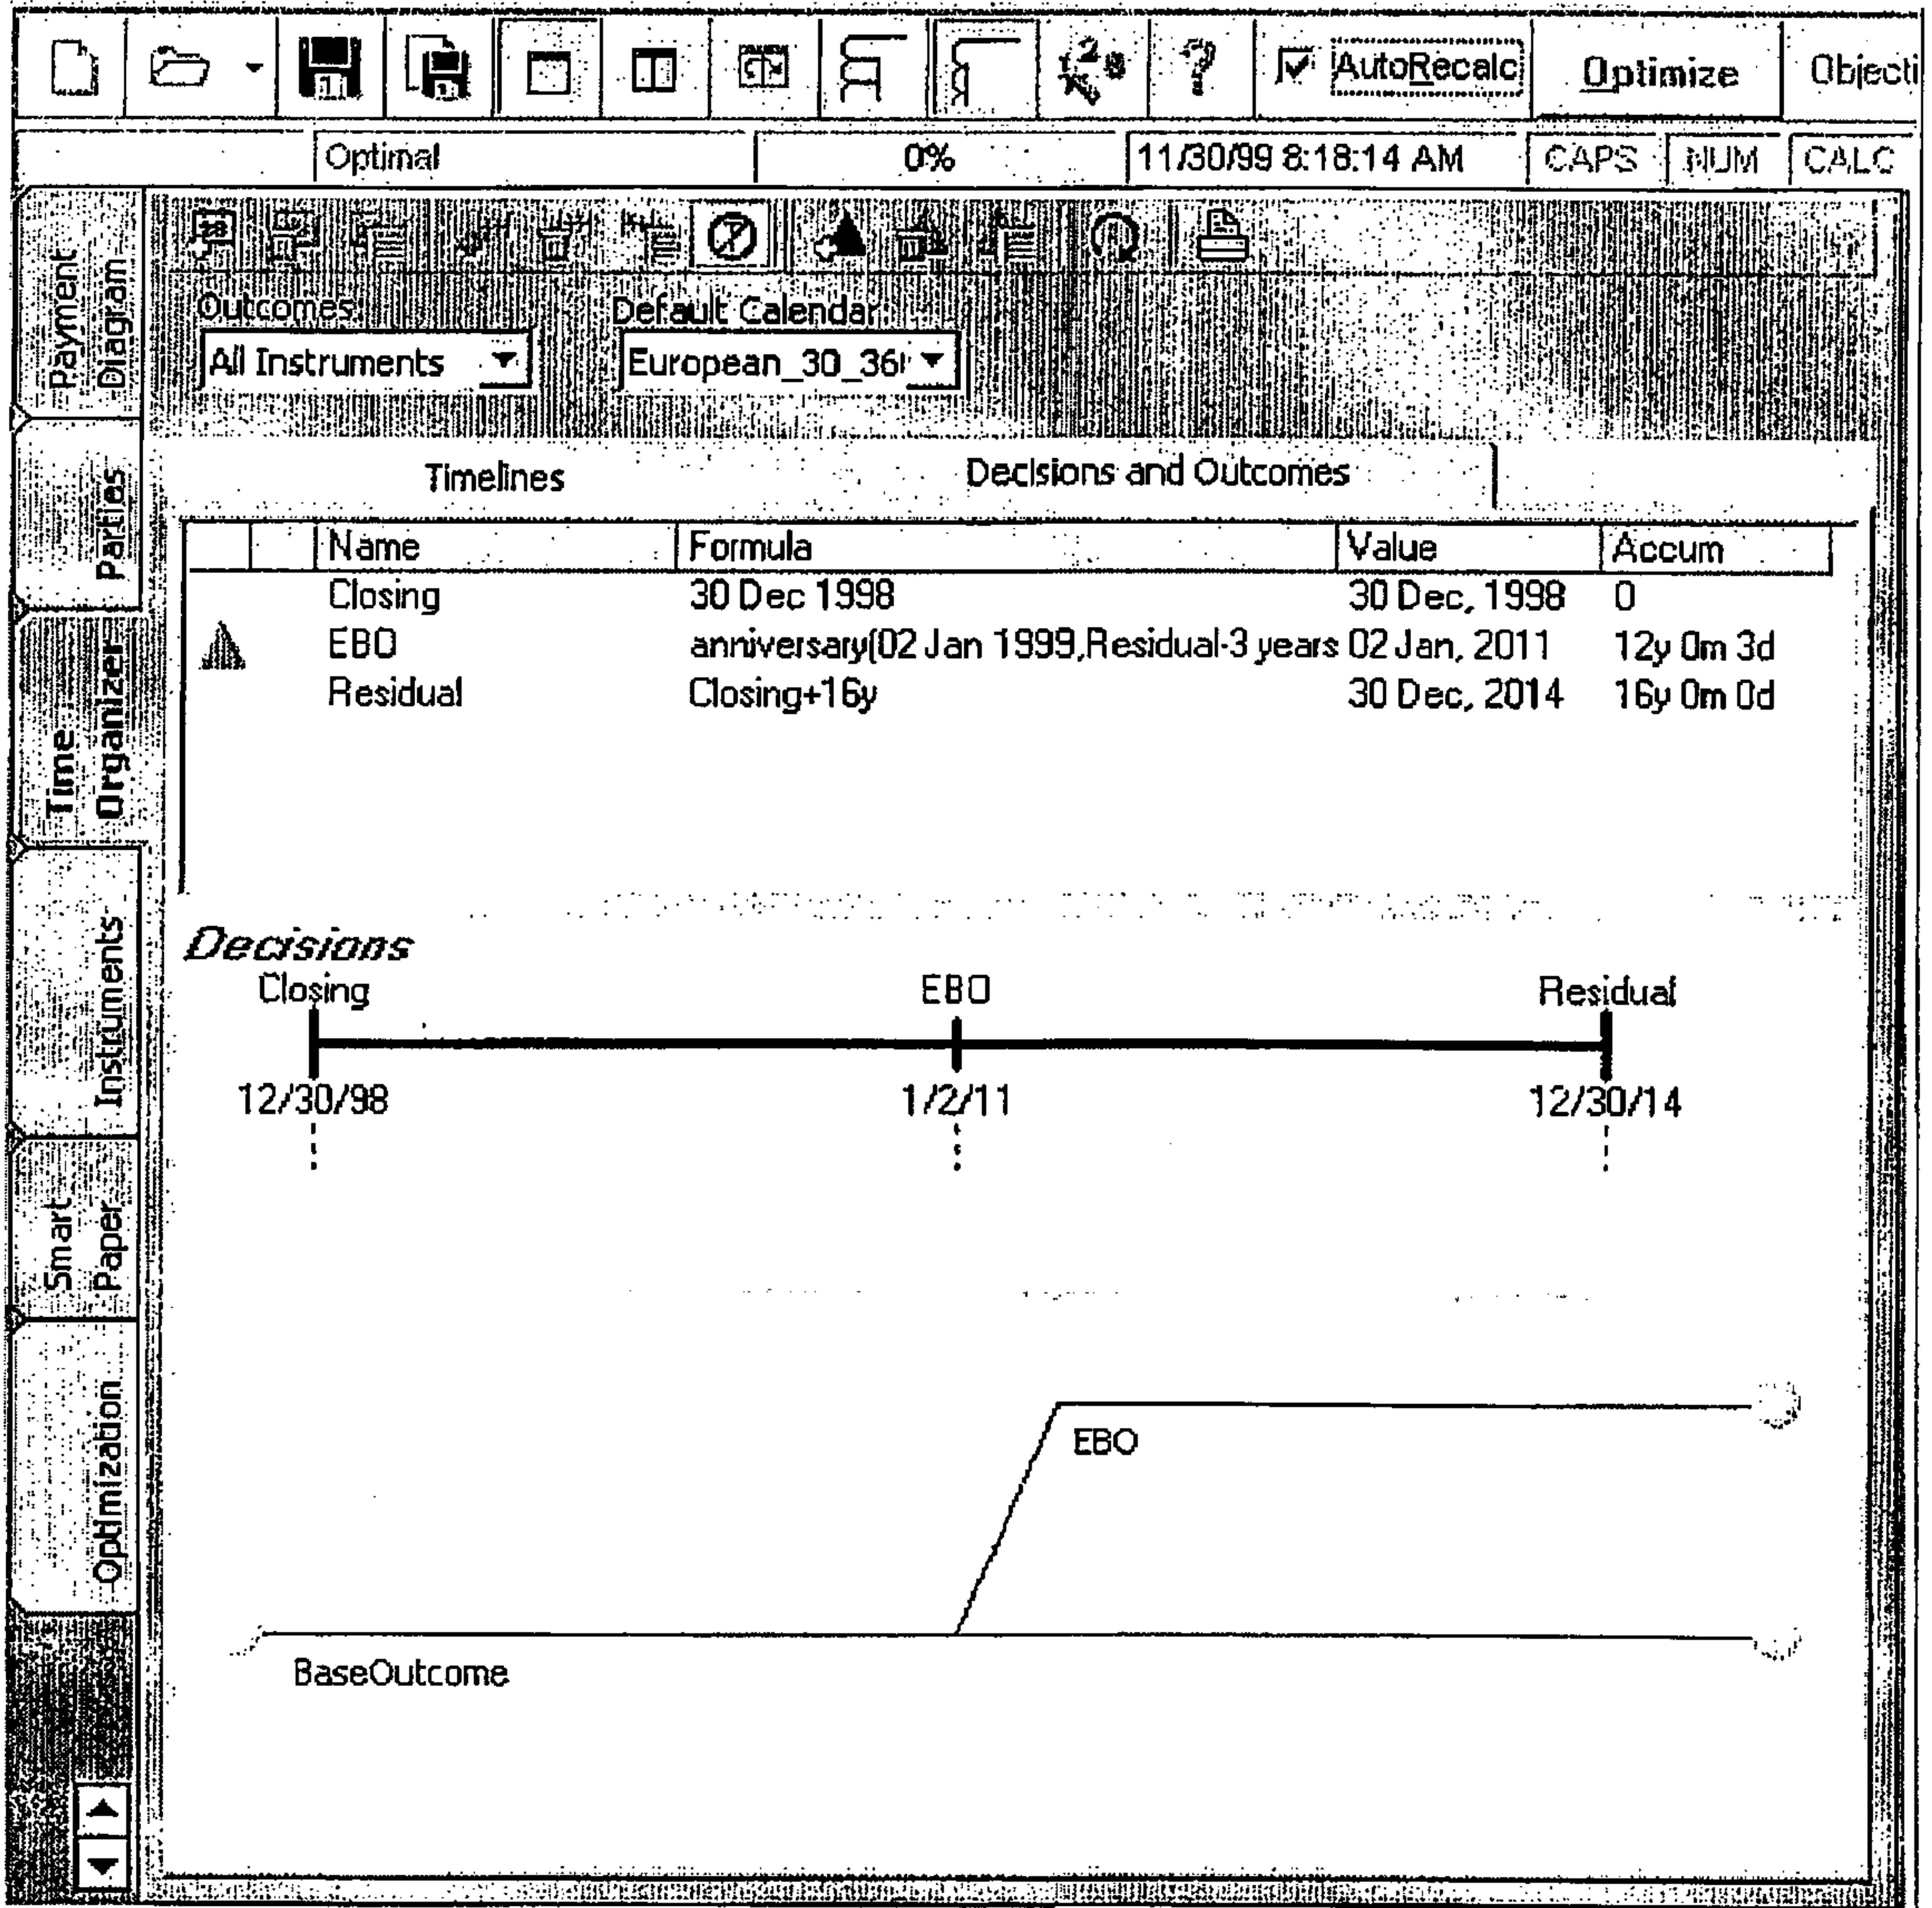 AutoRecalc Optimize Objecti
Optimal 0% 11/30/99 8:18:14 AM CAPS NUM CALC
Payment
Diagram
Parties
Time
Organizer
Instruments
Smart
Paper
Optimization
Outcomes: Default Calendar:
All Instruments European_30_36
Timelines Decisions and Outcomes
Name Formula Value Accum
Closing 30 Dec 1998 30 Dec, 1998 0
EBO anniversary(02 Jan 1999,Residual-3 years 02 Jan, 2011 12y 0m 3d
Residual Closing+16y 30 Dec, 2014 16y 0m 0d
Decisions
Closing EBO Residual
12/30/98 1/2/11 12/30/14
EBO
BaseOutcome